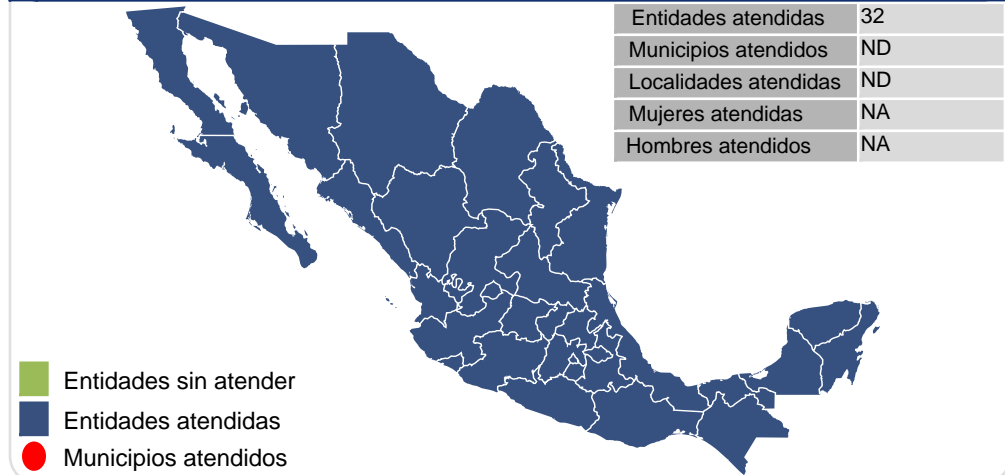 Entidades atendidas 32
Municipios atendidos ND
Localidades atendidas ND
Mujeres atendidas NA
Hombres atendidos NA
Entidades sin atender
Entidades atendidas
Municipios atendidos